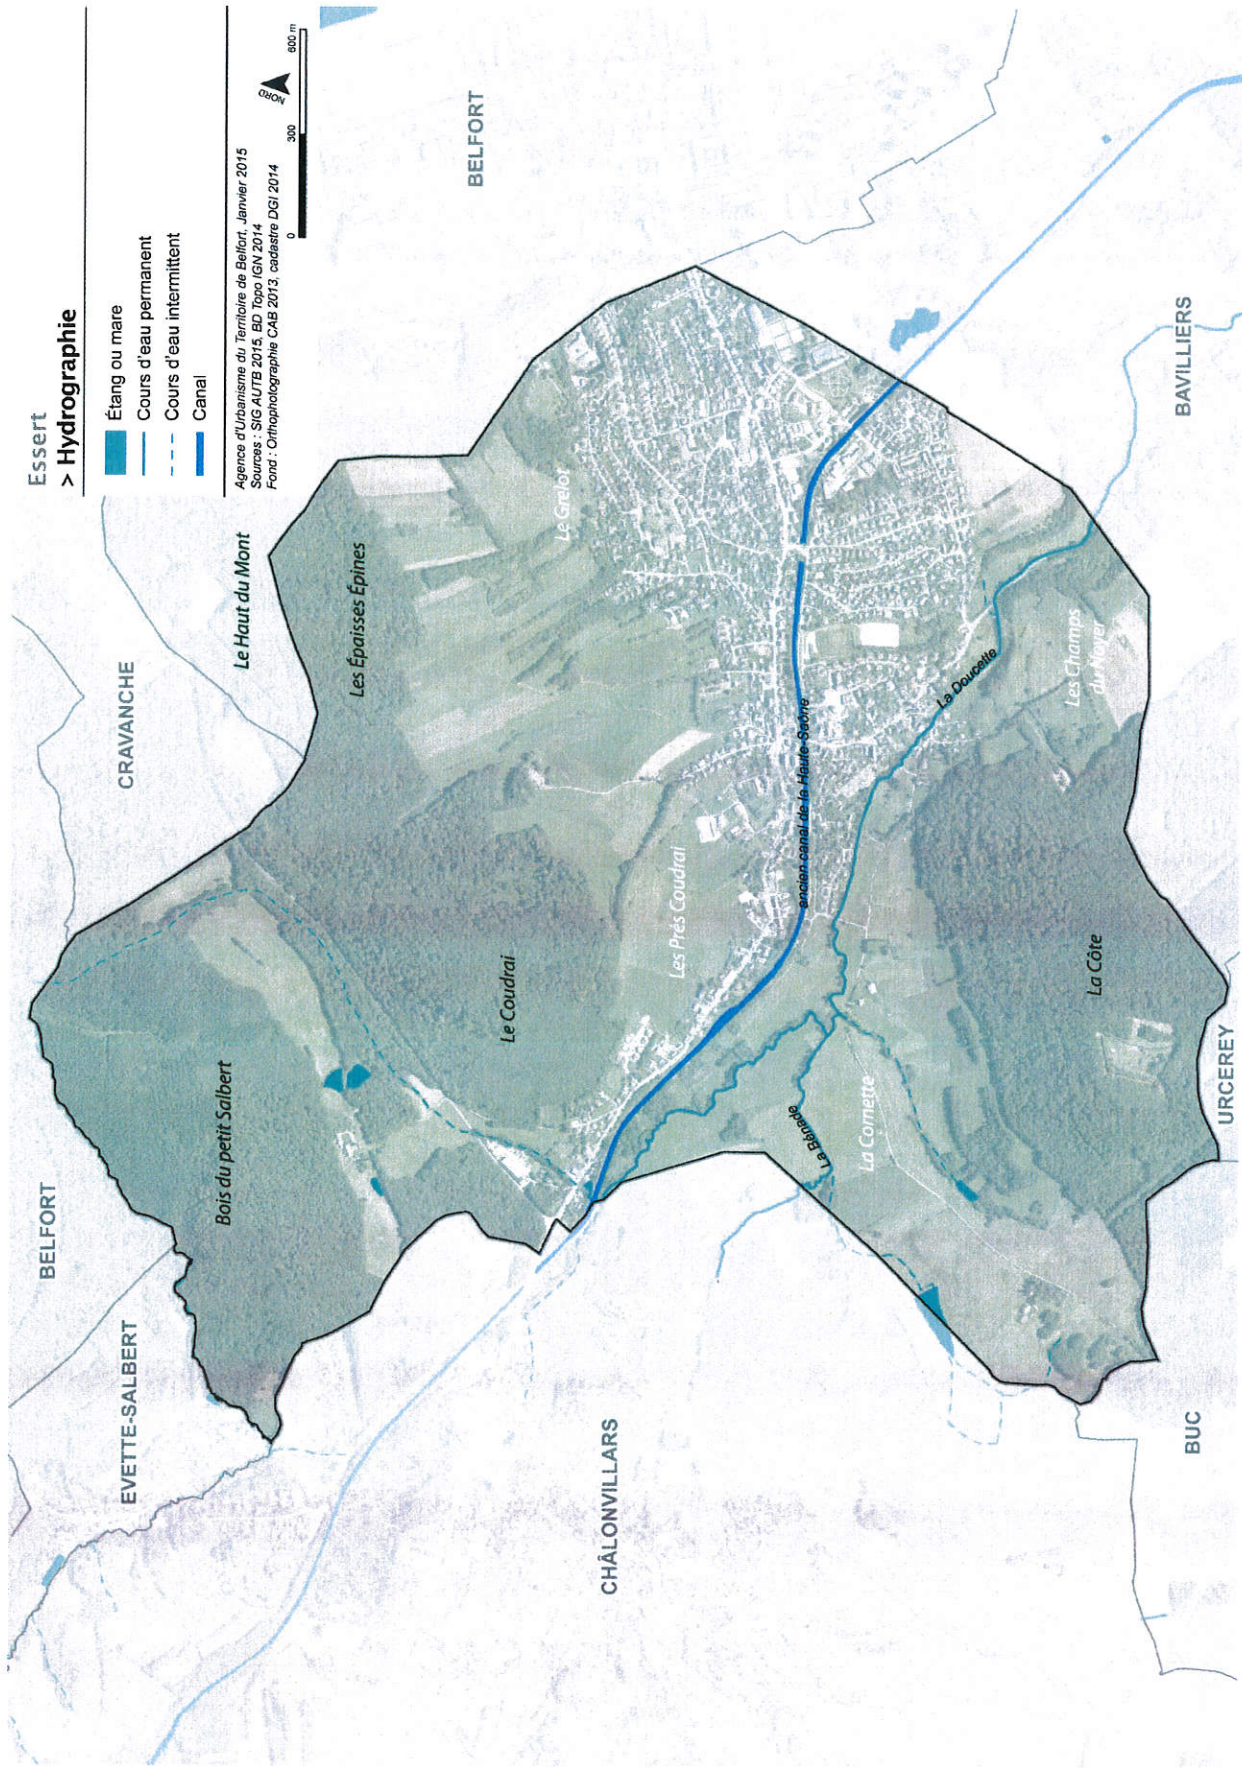 Essert
> Hydrographie
Étang ou mare
Cours d'eau permanent
Cours d'eau intermittent
Canal
Agence d'Urbanisme du Territoire de Belfort, Janvier 2015
Sources : SIG AUTB 2015, BD Topo IGN 2014
Fond : Orthophotographie CAB 2013, cadastre DGI 2014
NORD
0 300 600 m
BELFORT
EVETTE-SALBERT
CRAVANCHE
Le Haut du Mont
BELFORT
Bois du petit Salbert
Les Épaisses Épines
Le Coudrai
Le Grelor
Les Prés Coudrai
ancien canal de la Haute-Saône
CHÂLONVILLARS
La Bénade
La Cornette
La Doucette
Les Champs
du Noyer
La Côte
BAVILLIERS
URCEREY
BUC